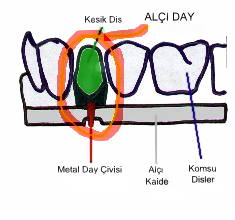 Kesik Dis
ALÇI DAY
Metal Day Çivisi
Alçı
Kaide
Komsu
Disler